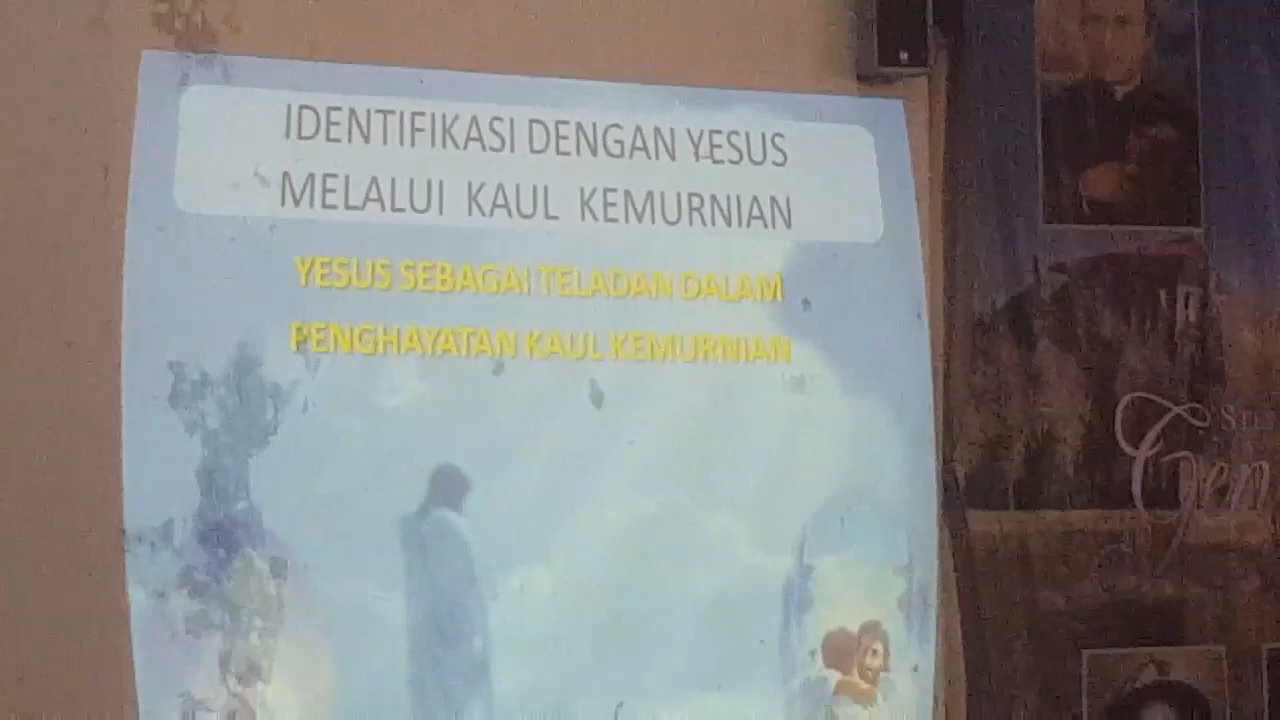 IDENTIFIKASI DENGAN YESUS
MELALUI KAUL KEMURNIAN
YESUS SEBAGAI TELADAN DALAM
PENGHAYATAN KAUL KEMURNIAN